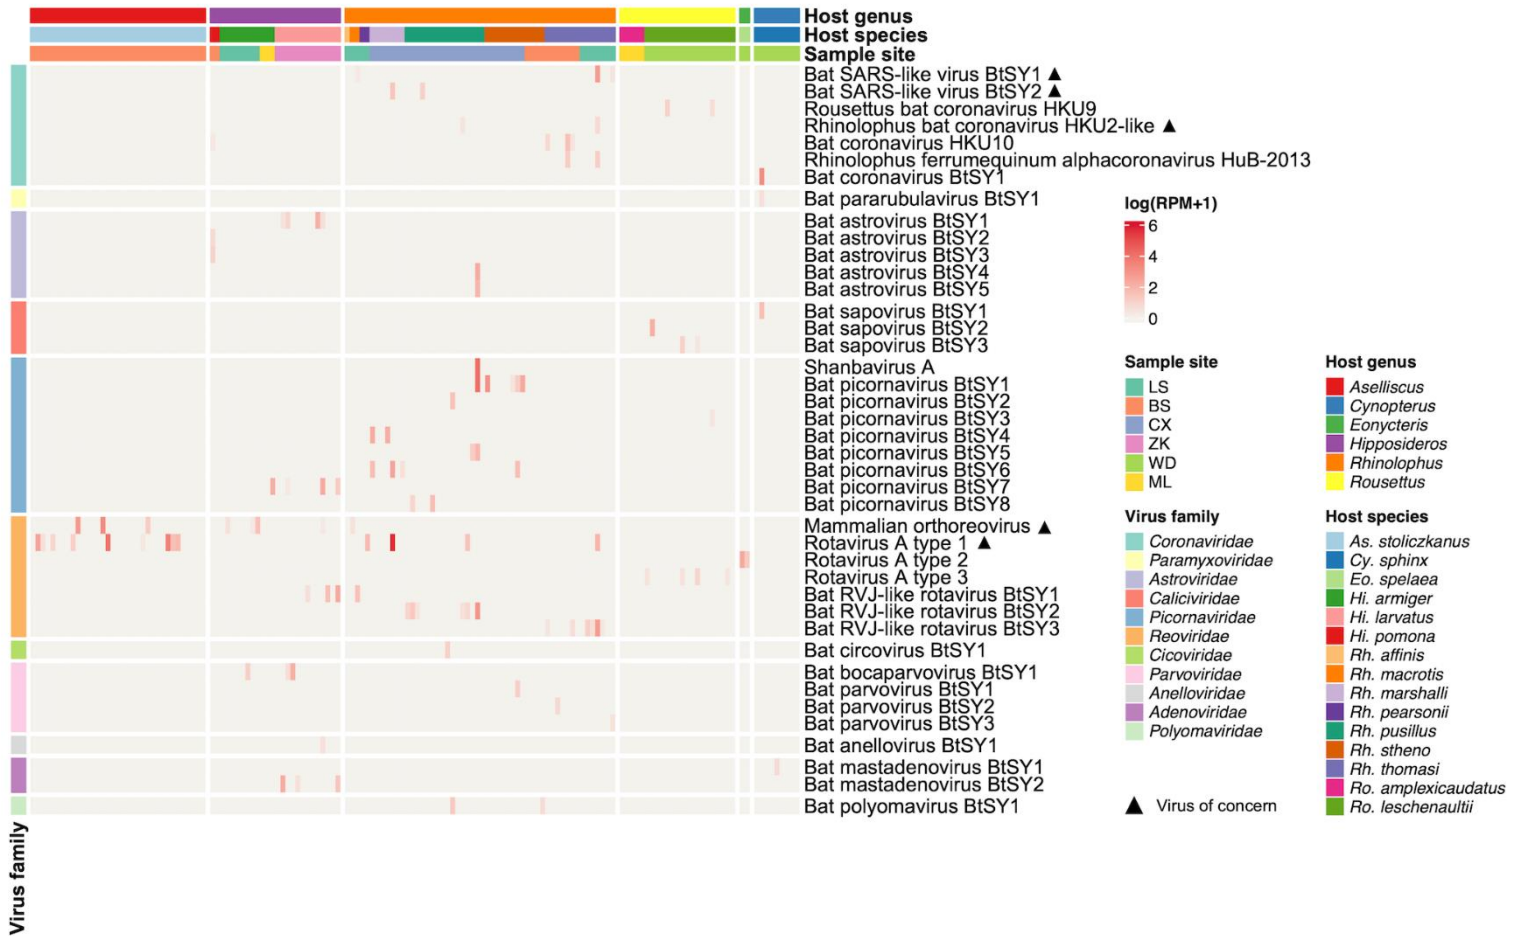 Host genus
Host species
Sample site
Bat SARS-like virus BtSY1 ▲
Bat SARS-like virus BtSY2 ▲
Rousettus bat coronavirus HKU9
Rhinolophus bat coronavirus HKU2-like ▲
Bat coronavirus HKU10
Rhinolophus ferrumequinum alphacoronavirus HuB-2013
Bat coronavirus BtSY1
Bat pararubulavirus BtSY1
Bat astrovirus BtSY1
Bat astrovirus BtSY2
Bat astrovirus BtSY3
Bat astrovirus BtSY4
Bat astrovirus BtSY5
Bat sapovirus BtSY1
Bat sapovirus BtSY2
Bat sapovirus BtSY3
Shanbavirus A
Bat picornavirus BtSY1
Bat picornavirus BtSY2
Bat picornavirus BtSY3
Bat picornavirus BtSY4
Bat picornavirus BtSY5
Bat picornavirus BtSY6
Bat picornavirus BtSY7
Bat picornavirus BtSY8
Mammalian orthoreovirus ▲
Rotavirus A type 1 ▲
Rotavirus A type 2
Rotavirus A type 3
Bat RVJ-like rotavirus BtSY1
Bat RVJ-like rotavirus BtSY2
Bat RVJ-like rotavirus BtSY3
Bat circovirus BtSY1
Bat bocaparvovirus BtSY1
Bat parvovirus BtSY1
Bat parvovirus BtSY2
Bat parvovirus BtSY3
Bat anellovirus BtSY1
Bat mastadenovirus BtSY1
Bat mastadenovirus BtSY2
Bat polyomavirus BtSY1
Virus family
log(RPM+1)
6
4
2
0
Sample site
LS
BS
CX
ZK
WD
ML
Virus family
Coronaviridae
Paramyxoviridae
Astroviridae
Caliciviridae
Picornaviridae
Reoviridae
Cicoviridae
Parvoviridae
Anelloviridae
Adenoviridae
Polyomaviridae
▲ Virus of concern
Host genus
Aselliscus
Cynopterus
Eonycteris
Hipposideros
Rhinolophus
Rousettus
Host species
As. stoliczkanus
Cy. sphinx
Eo. spelaea
Hi. armiger
Hi. larvatus
Hi. pomona
Rh. affinis
Rh. macrotis
Rh. marshalli
Rh. pearsonii
Rh. pusillus
Rh. stheno
Rh. thomasi
Ro. amplexicaudatus
Ro. leschenaultii